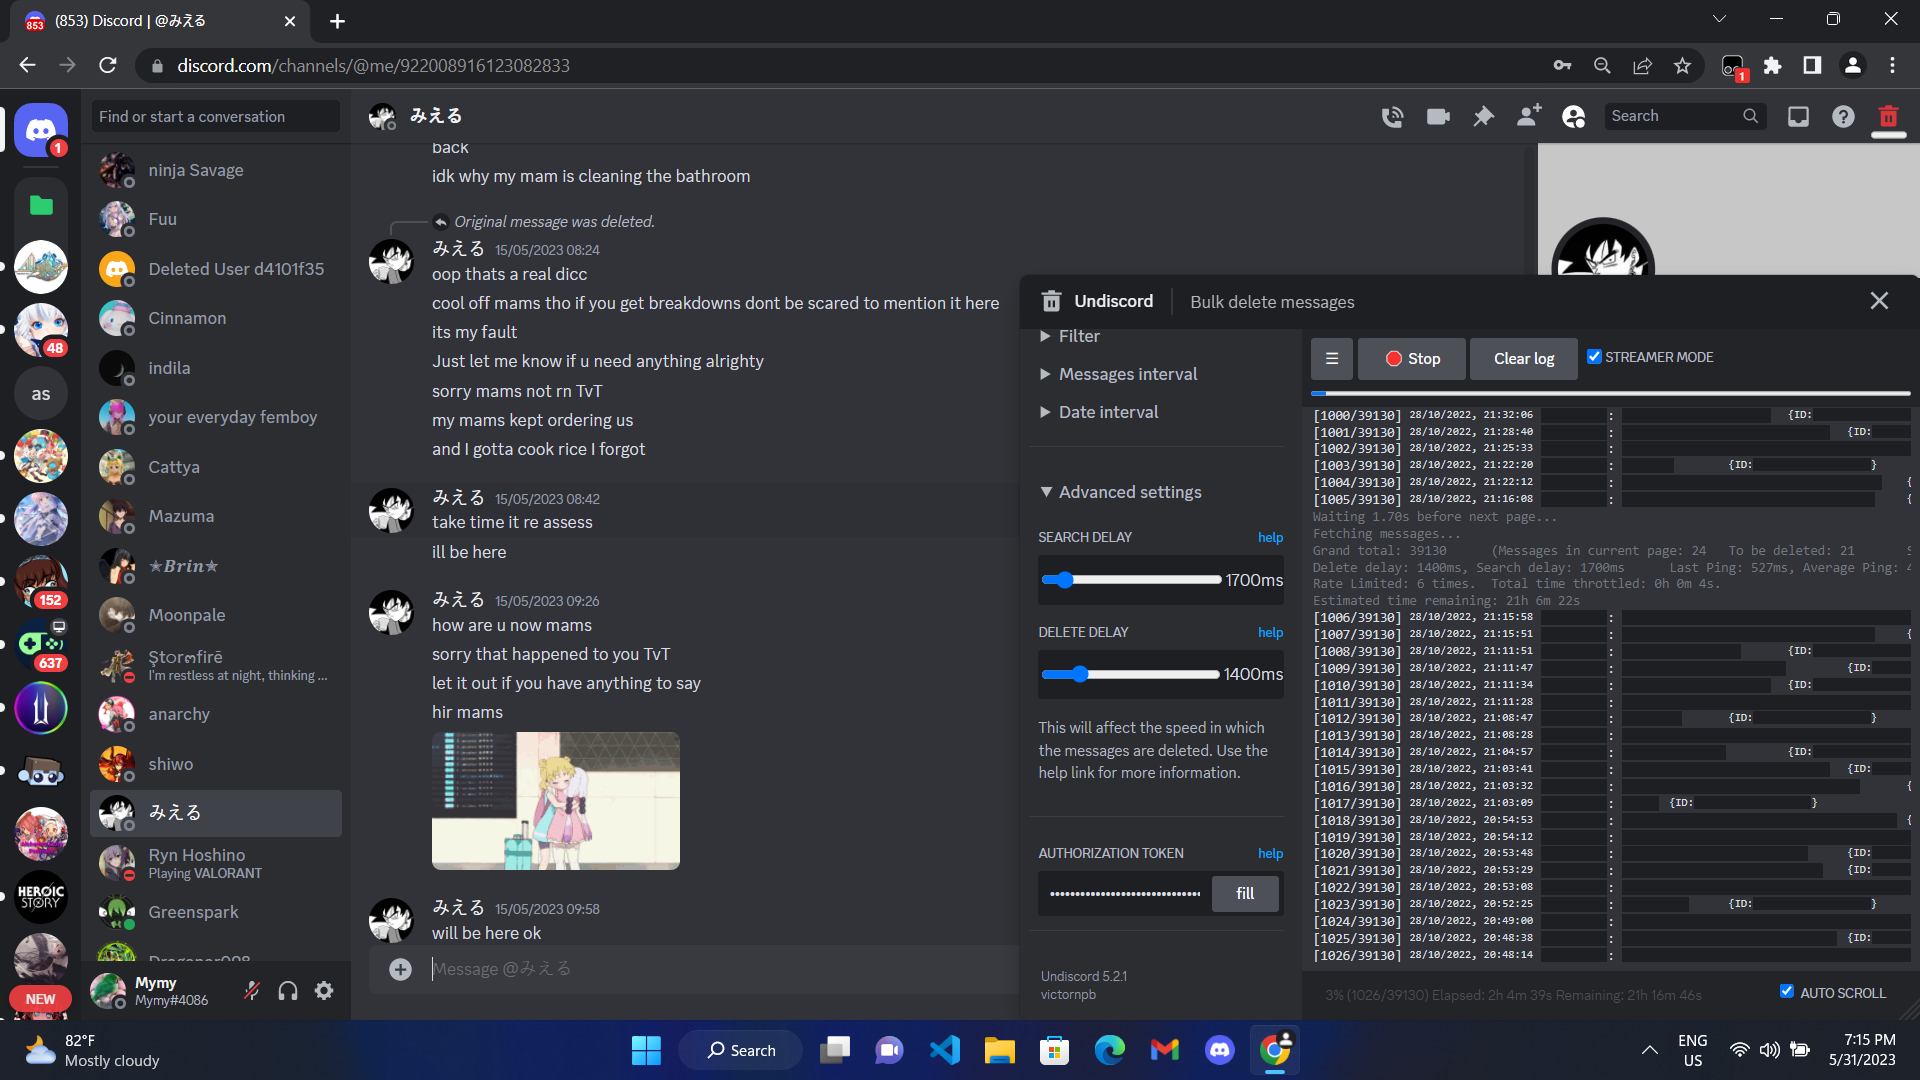 (853) Discord | @みえる
discord.com/channels/@me/922008916123082833
1
Find or start a conversation
みえる
Search
1
48
as
152
637
HEROIC
STORY
NEW
ninja Savage
Fuu
Deleted User d4101f35
Cinnamon
indila
your everyday femboy
Cattya
Mazuma
✭𝑩𝒓𝒊𝒏✭
Moonpale
I'm restless at night, thinking ...
anarchy
shiwo
みえる
Ryn Hoshino
Playing VALORANT
Greenspark
Mymy
Mymy#4086
back
idk why my mam is cleaning the bathroom
Original message was deleted.
みえる 15/05/2023 08:24
oop thats a real dicc
cool off mams tho if you get breakdowns dont be scared to mention it here
its my fault
Just let me know if u need anything alrighty
sorry mams not rn TvT
my mams kept ordering us
and I gotta cook rice I forgot
みえる 15/05/2023 08:42
take time it re assess
ill be here
みえる 15/05/2023 09:26
how are u now mams
sorry that happened to you TvT
let it out if you have anything to say
hir mams
みえる 15/05/2023 09:58
will be here ok
Message @みえる
Undiscord
Bulk delete messages
Filter
Messages interval
Date interval
Advanced settings
SEARCH DELAY help
1700ms
DELETE DELAY help
1400ms
This will affect the speed in which
the messages are deleted. Use the
help link for more information.
AUTHORIZATION TOKEN help
fill
Undiscord 5.2.1
victornpb
Stop
Clear log
STREAMER MODE
[1000/39130] 28/10/2022, 21:32:06 : {ID:
[1001/39130] 28/10/2022, 21:28:40 : {ID:
[1002/39130] 28/10/2022, 21:25:33 :
[1003/39130] 28/10/2022, 21:22:20 : {ID: }
[1004/39130] 28/10/2022, 21:22:12 : {
[1005/39130] 28/10/2022, 21:16:08 : {
Waiting 1.70s before next page...
Fetching messages...
Grand total: 39130 (Messages in current page: 24 To be deleted: 21 S
Delete delay: 1400ms, Search delay: 1700ms Last Ping: 527ms, Average Ping: 4
Rate Limited: 6 times. Total time throttled: 0h 0m 4s.
Estimated time remaining: 21h 6m 22s
[1006/39130] 28/10/2022, 21:15:58 :
[1007/39130] 28/10/2022, 21:15:51 : {
[1008/39130] 28/10/2022, 21:11:51 : {ID:
[1009/39130] 28/10/2022, 21:11:47 : {ID:
[1010/39130] 28/10/2022, 21:11:34 : {ID:
[1011/39130] 28/10/2022, 21:11:28 :
[1012/39130] 28/10/2022, 21:08:47 : {ID: }
[1013/39130] 28/10/2022, 21:08:28 :
[1014/39130] 28/10/2022, 21:04:57 : {ID:
[1015/39130] 28/10/2022, 21:03:41 : {ID:
[1016/39130] 28/10/2022, 21:03:32 : {
[1017/39130] 28/10/2022, 21:03:09 : {ID: }
[1018/39130] 28/10/2022, 20:54:53 : {
[1019/39130] 28/10/2022, 20:54:12 :
[1020/39130] 28/10/2022, 20:53:48 : {ID:
[1021/39130] 28/10/2022, 20:53:29 : {ID:
[1022/39130] 28/10/2022, 20:53:08 :
[1023/39130] 28/10/2022, 20:52:25 : {ID: }
[1024/39130] 28/10/2022, 20:49:00 :
[1025/39130] 28/10/2022, 20:48:38 : {ID:
[1026/39130] 28/10/2022, 20:48:14 :
3% (1026/39130) Elapsed: 2h 4m 39s Remaining: 21h 16m 46s
AUTO SCROLL
82°F
Mostly cloudy
Search
ENG
US
7:15 PM
5/31/2023